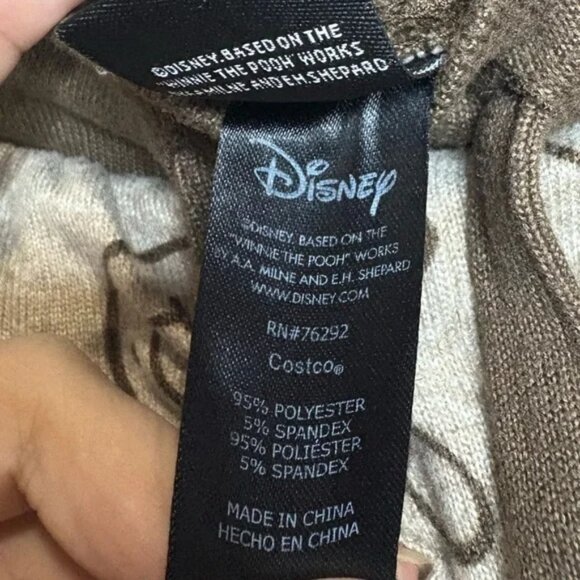 ©DISNEY. BASED ON THE
"WINNIE THE POOH" WORKS
MILNE AND E.H. SHEPARD
Disney
©DISNEY. BASED ON THE
"WINNIE THE POOH" WORKS
BY A.A. MILNE AND E.H. SHEPARD
WWW.DISNEY.COM
RN#76292
Costco®
95% POLYESTER
5% SPANDEX
95% POLIÉSTER
5% SPANDEX
MADE IN CHINA
HECHO EN CHINA